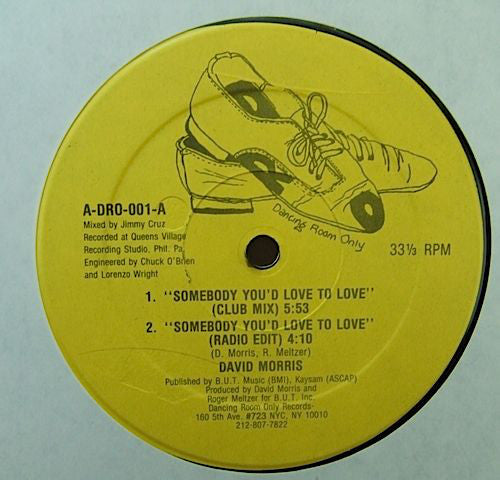 Dancing Room Only
A-DRO-001-A
Mixed by Jimmy Cruz
Recorded at Queens Village
Recording Studio, Phil. Pa.
Engineered by Chuck O'Brien
and Lorenzo Wright
33⅓ RPM
1. "SOMEBODY YOU'D LOVE TO LOVE"
(CLUB MIX) 5:53
2. "SOMEBODY YOU'D LOVE TO LOVE"
(RADIO EDIT) 4:10
(D. Morris, R. Meltzer)
DAVID MORRIS
Published by B.U.T. Music (BMI), Kaysam (ASCAP)
Produced by David Morris and
Roger Meltzer for B.U.T. Inc.
Dancing Room Only Records-
160 5th Ave. #723 NYC, NY 10010
212-807-7822